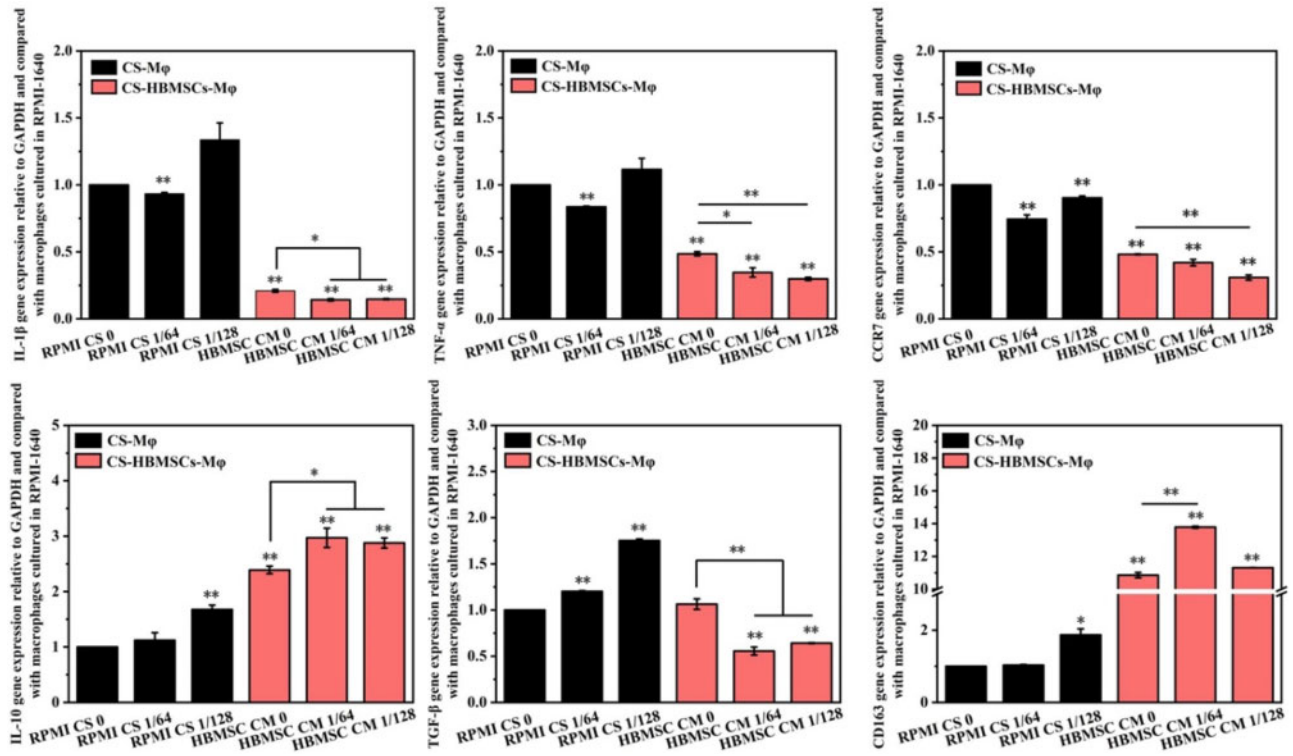 IL-1β gene expression relative to GAPDH and compared
with macrophages cultured in RPMI-1640
2.0
1.5
1.0
0.5
0.0
CS-Mφ
CS-HBMSCs-Mφ
**
**
**
**
*
RPMI CS 0
RPMI CS 1/64
RPMI CS 1/128
HBMSC CM 0
HBMSC CM 1/64
HBMSC CM 1/128
TNF-α gene expression relative to GAPDH and compared
with macrophages cultured in RPMI-1640
2.0
1.5
1.0
0.5
0.0
CS-Mφ
CS-HBMSCs-Mφ
**
**
*
**
**
**
RPMI CS 0
RPMI CS 1/64
RPMI CS 1/128
HBMSC CM 0
HBMSC CM 1/64
HBMSC CM 1/128
CCR7 gene expression relative to GAPDH and compared
with macrophages cultured in RPMI-1640
2.0
1.5
1.0
0.5
0.0
CS-Mφ
CS-HBMSCs-Mφ
**
**
**
**
**
**
RPMI CS 0
RPMI CS 1/64
RPMI CS 1/128
HBMSC CM 0
HBMSC CM 1/64
HBMSC CM 1/128
IL-10 gene expression relative to GAPDH and compared
with macrophages cultured in RPMI-1640
5
4
3
2
1
0
CS-Mφ
CS-HBMSCs-Mφ
*
**
**
**
**
RPMI CS 0
RPMI CS 1/64
RPMI CS 1/128
HBMSC CM 0
HBMSC CM 1/64
HBMSC CM 1/128
TGF-β gene expression relative to GAPDH and compared
with macrophages cultured in RPMI-1640
3.0
2.5
2.0
1.5
1.0
0.5
0.0
CS-Mφ
CS-HBMSCs-Mφ
**
**
**
**
**
RPMI CS 0
RPMI CS 1/64
RPMI CS 1/128
HBMSC CM 0
HBMSC CM 1/64
HBMSC CM 1/128
CD163 gene expression relative to GAPDH and compared
with macrophages cultured in RPMI-1640
20
18
16
14
12
10
2
0
CS-Mφ
CS-HBMSCs-Mφ
**
**
**
**
*
RPMI CS 0
RPMI CS 1/64
RPMI CS 1/128
HBMSC CM 0
HBMSC CM 1/64
HBMSC CM 1/128